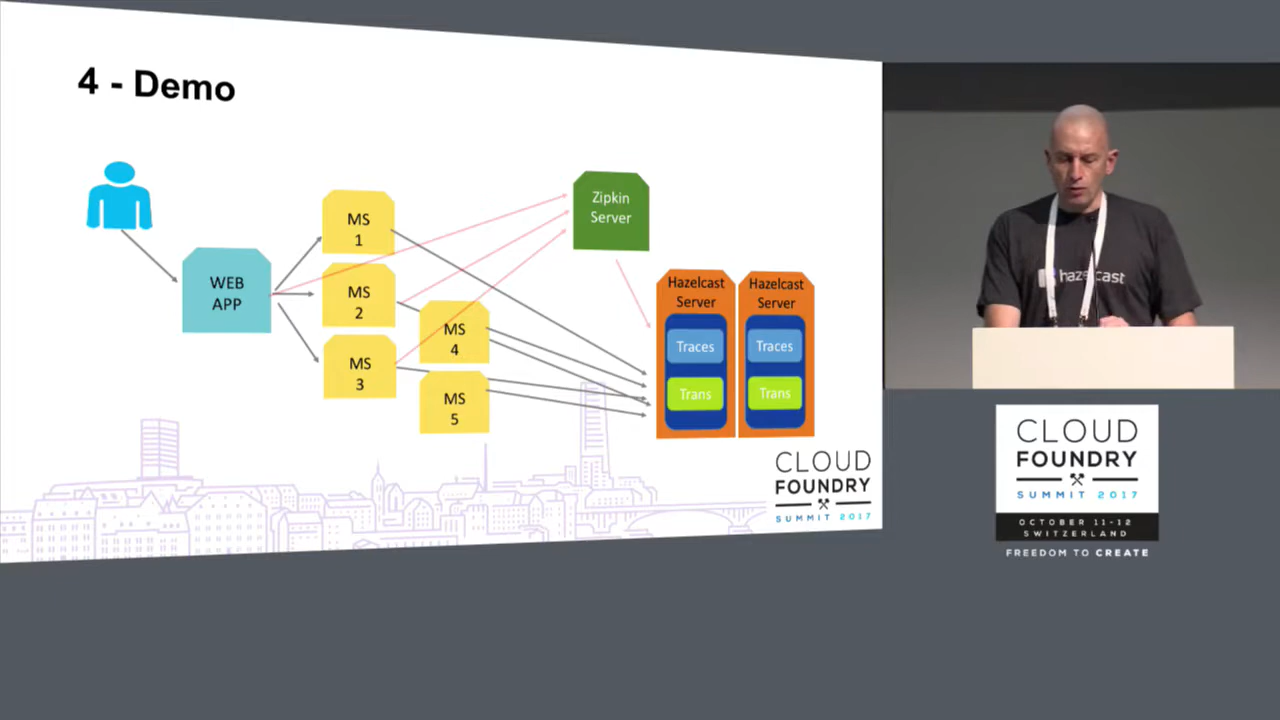 4 - Demo
WEB
APP
MS
1
MS
2
MS
3
MS
4
MS
5
Zipkin
Server
Hazelcast
Server
Traces
Trans
Hazelcast
Server
Traces
Trans
CLOUD
FOUNDRY
SUMMIT 2017
hazelcast
CLOUD
FOUNDRY
SUMMIT 2017
OCTOBER 11-12
SWITZERLAND
FREEDOM TO CREATE